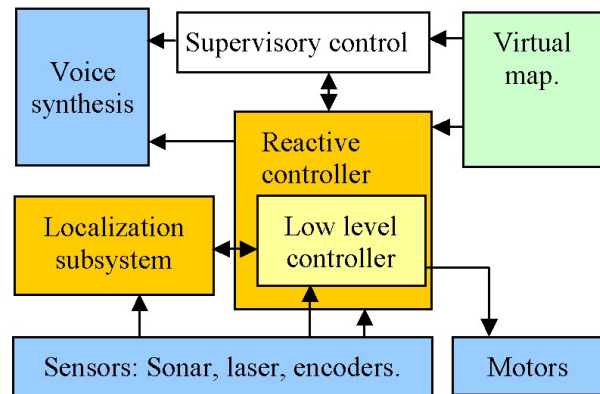 Voice
synthesis
Supervisory control
Virtual
map.
Reactive
controller
Localization
subsystem
Low level
controller
Sensors: Sonar, laser, encoders.
Motors